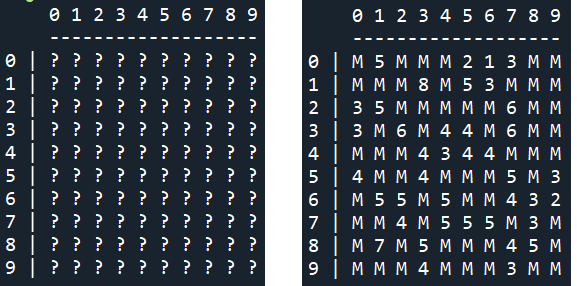 0 1 2 3 4 5 6 7 8 9
-------------------
0 | ? ? ? ? ? ? ? ? ? ?
1 | ? ? ? ? ? ? ? ? ? ?
2 | ? ? ? ? ? ? ? ? ? ?
3 | ? ? ? ? ? ? ? ? ? ?
4 | ? ? ? ? ? ? ? ? ? ?
5 | ? ? ? ? ? ? ? ? ? ?
6 | ? ? ? ? ? ? ? ? ? ?
7 | ? ? ? ? ? ? ? ? ? ?
8 | ? ? ? ? ? ? ? ? ? ?
9 | ? ? ? ? ? ? ? ? ? ?
0 1 2 3 4 5 6 7 8 9
-------------------
0 | M 5 M M M 2 1 3 M M
1 | M M M 8 M 5 3 M M M
2 | 3 5 M M M M M 6 M M
3 | 3 M 6 M 4 4 M 6 M M
4 | M M M 4 3 4 4 M M M
5 | 4 M M 4 M M M 5 M 3
6 | M 5 5 M 5 M M 4 3 2
7 | M M 4 M 5 5 5 M 3 M
8 | M 7 M 5 M M M 4 5 M
9 | M M M 4 M M M 3 M M